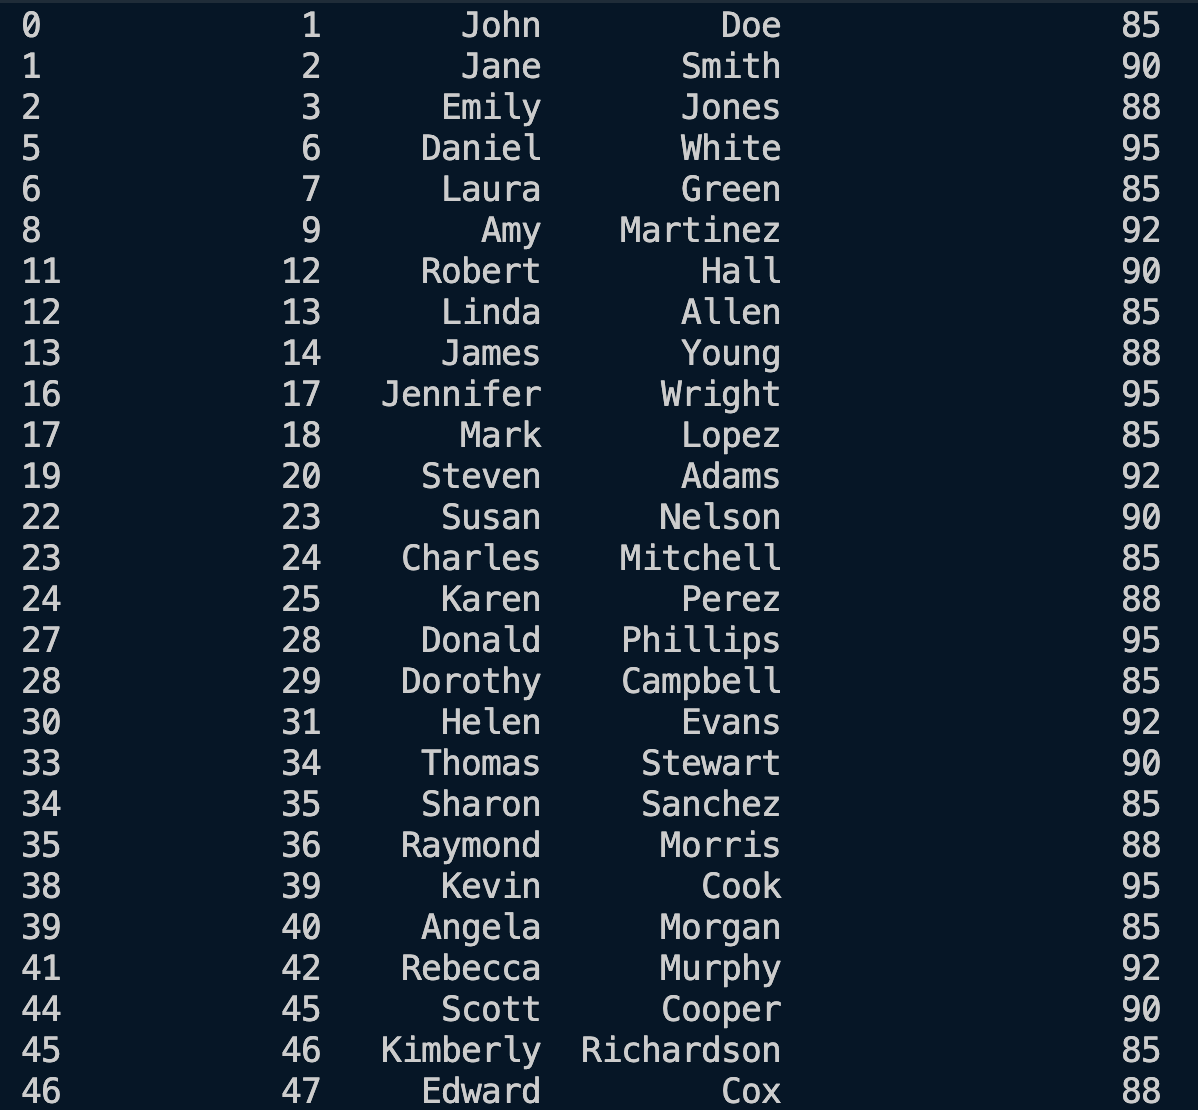 0 1 John Doe 85
1 2 Jane Smith 90
2 3 Emily Jones 88
5 6 Daniel White 95
6 7 Laura Green 85
8 9 Amy Martinez 92
11 12 Robert Hall 90
12 13 Linda Allen 85
13 14 James Young 88
16 17 Jennifer Wright 95
17 18 Mark Lopez 85
19 20 Steven Adams 92
22 23 Susan Nelson 90
23 24 Charles Mitchell 85
24 25 Karen Perez 88
27 28 Donald Phillips 95
28 29 Dorothy Campbell 85
30 31 Helen Evans 92
33 34 Thomas Stewart 90
34 35 Sharon Sanchez 85
35 36 Raymond Morris 88
38 39 Kevin Cook 95
39 40 Angela Morgan 85
41 42 Rebecca Murphy 92
44 45 Scott Cooper 90
45 46 Kimberly Richardson 85
46 47 Edward Cox 88